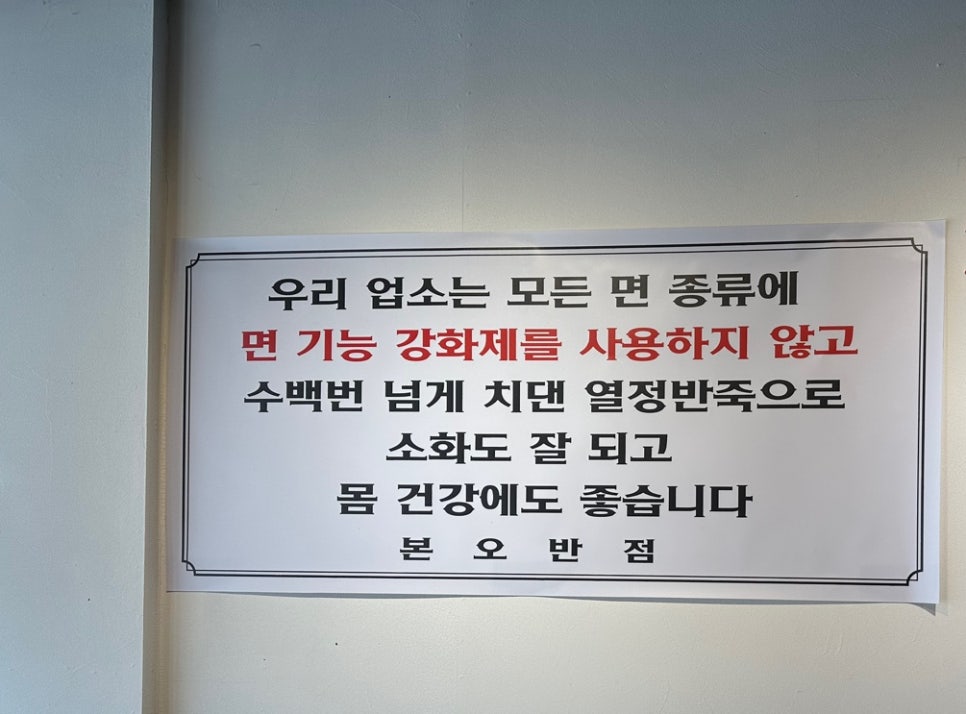 우리 업소는 모든 면 종류에
면 기능 강화제를 사용하지 않고
수백번 넘게 치댄 열정반죽으로
소화도 잘 되고
몸 건강에도 좋습니다
본 오 반 점